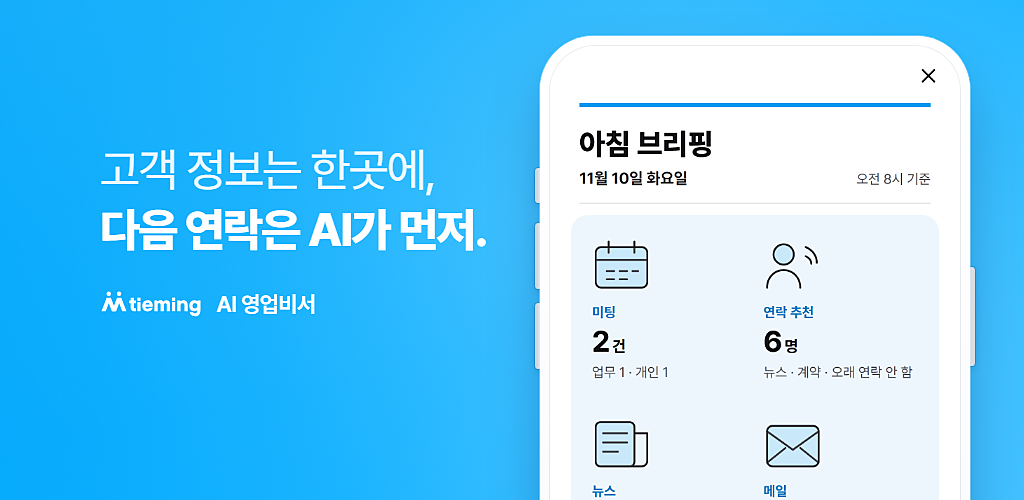 고객 정보는 한곳에,
다음 연락은 AI가 먼저.
tieming AI 영업비서
아침 브리핑
11월 10일 화요일
오전 8시 기준
미팅
2건
업무 1 · 개인 1
연락 추천
6명
뉴스 · 계약 · 오래 연락 안 함
뉴스
메일